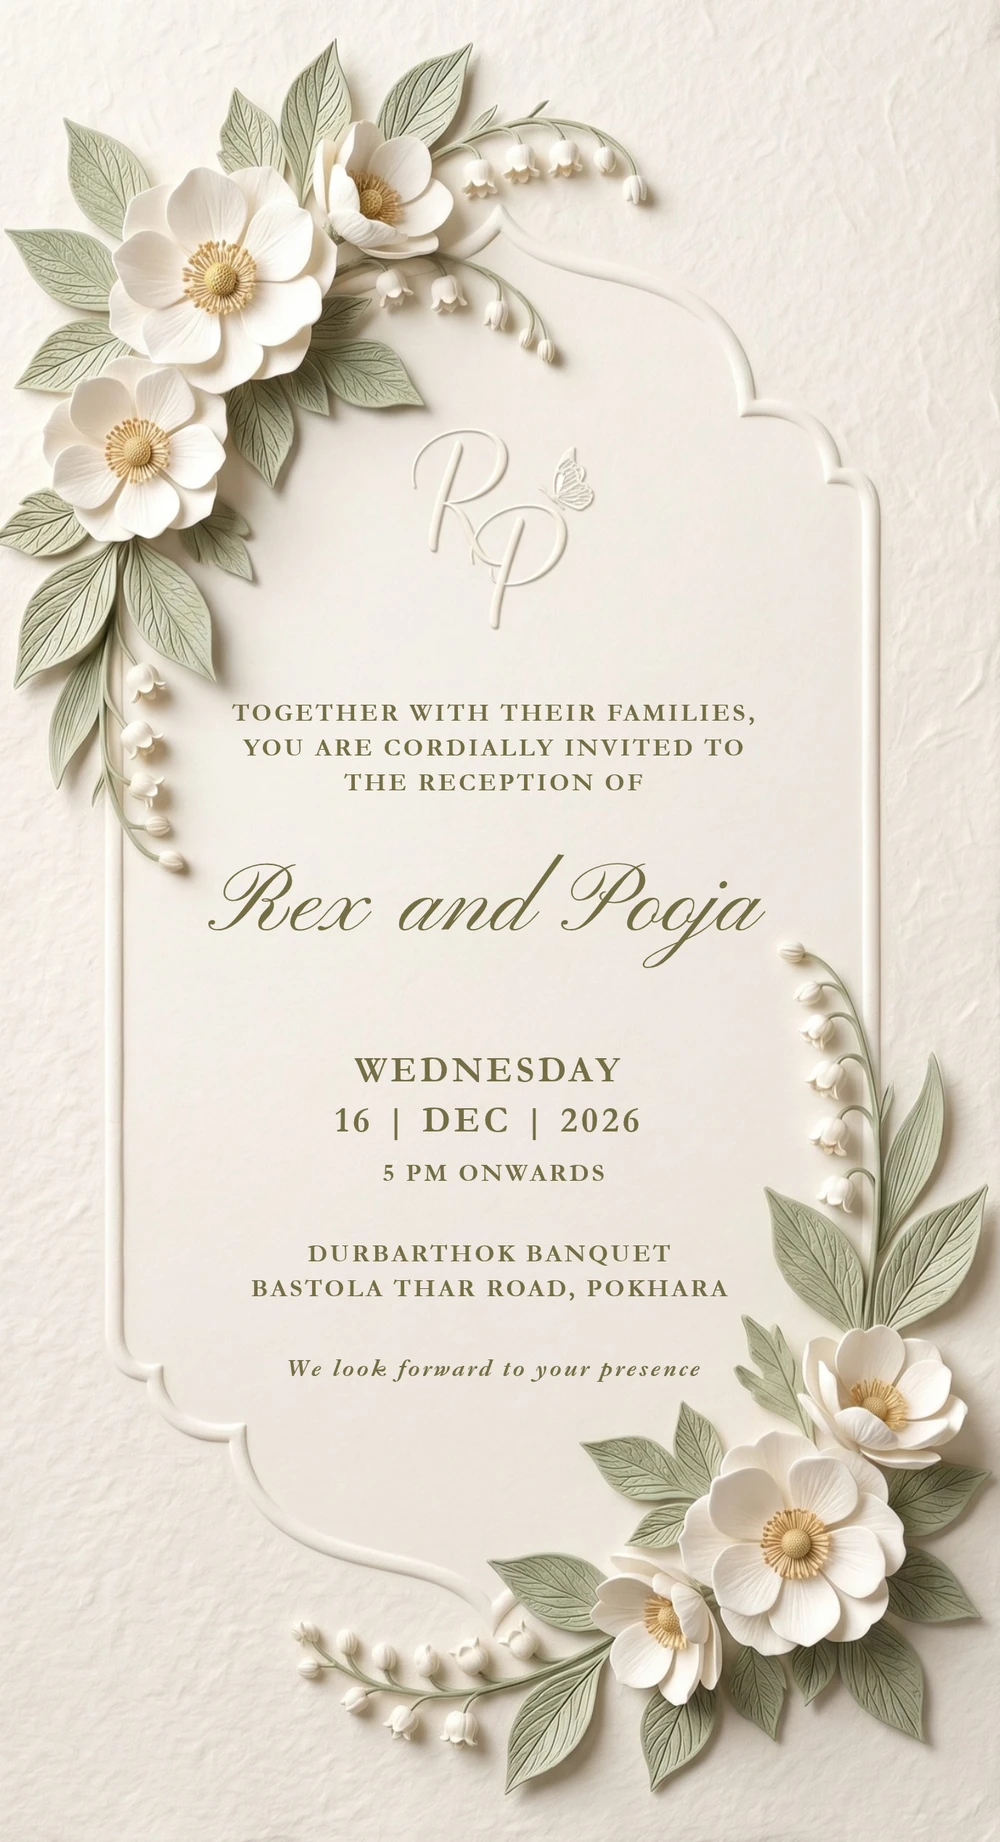 RP
TOGETHER WITH THEIR FAMILIES,
YOU ARE CORDIALLY INVITED TO
THE RECEPTION OF
Rex and Pooja
WEDNESDAY
16 | DEC | 2026
5 PM ONWARDS
DURBARTHOK BANQUET
BASTOLA THAR ROAD, POKHARA
We look forward to your presence